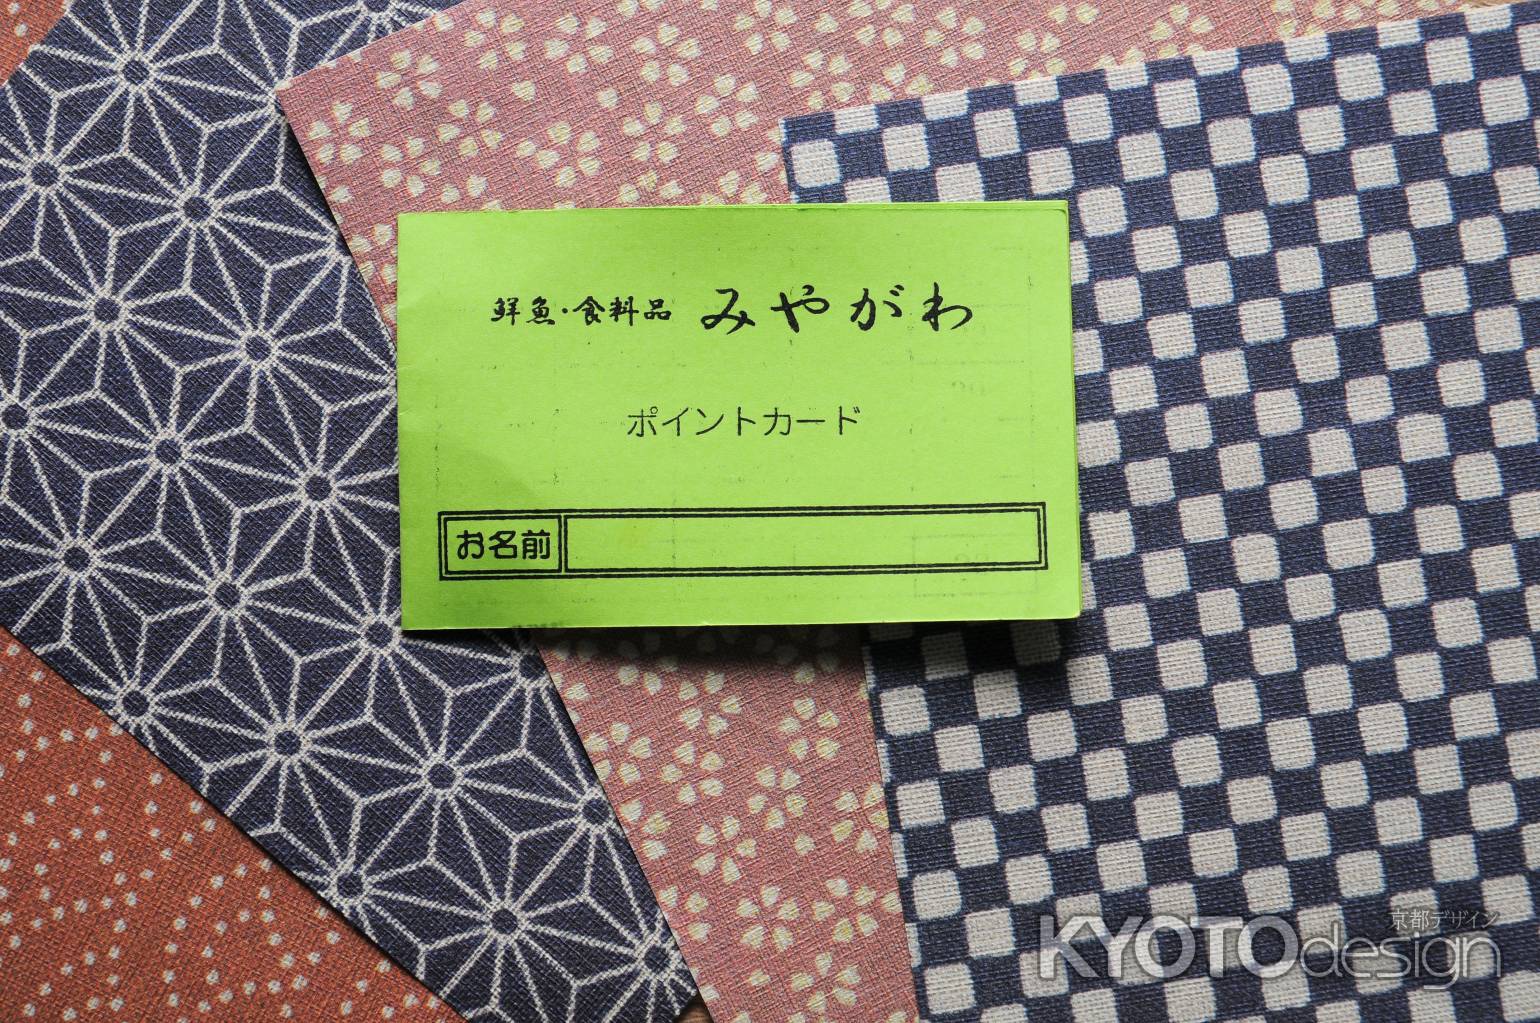 鮮魚・食料品 みやがわ
ポイントカード
お名前
京都デザイン
KYOTOdesign